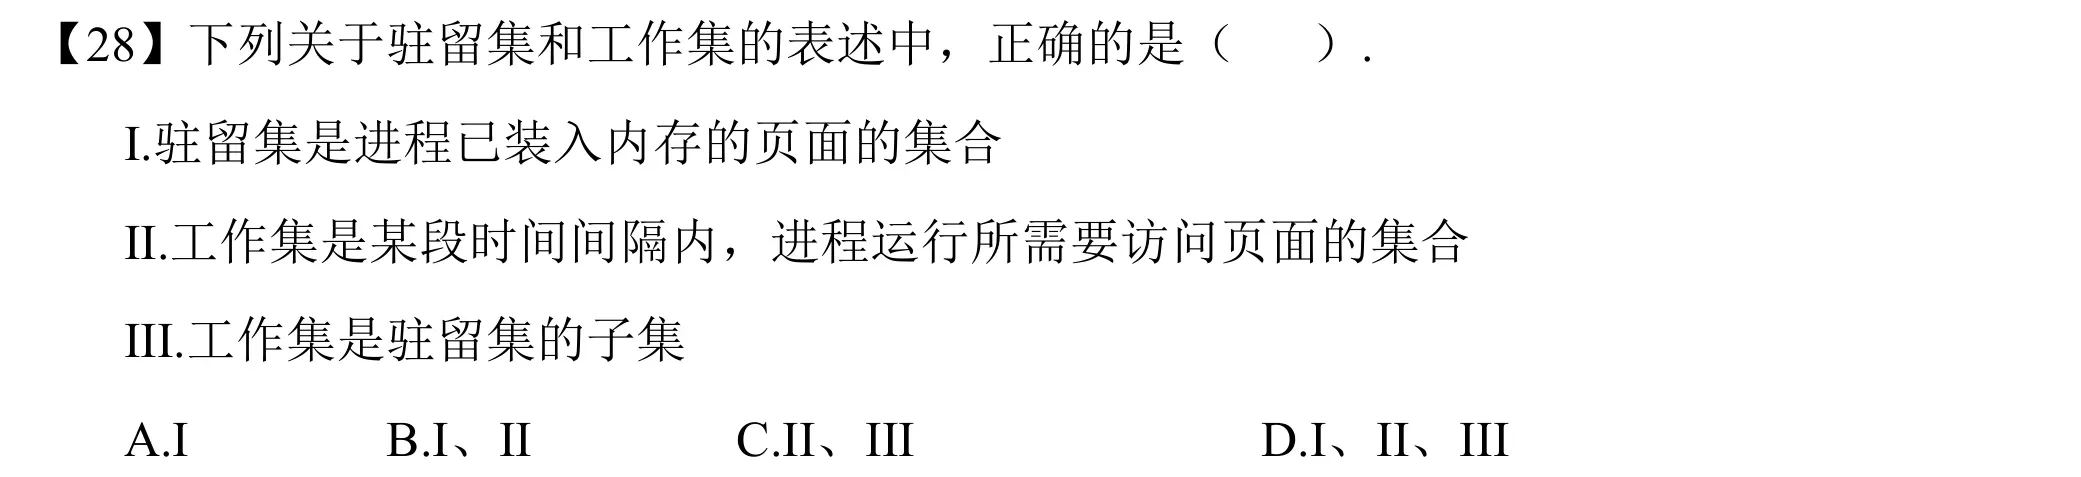 【28】下列关于驻留集和工作集的表述中，正确的是（ ）.
I.驻留集是进程已装入内存的页面的集合
II.工作集是某段时间间隔内，进程运行所需要访问页面的集合
III.工作集是驻留集的子集
A.I B.I、II C.II、III D.I、II、III